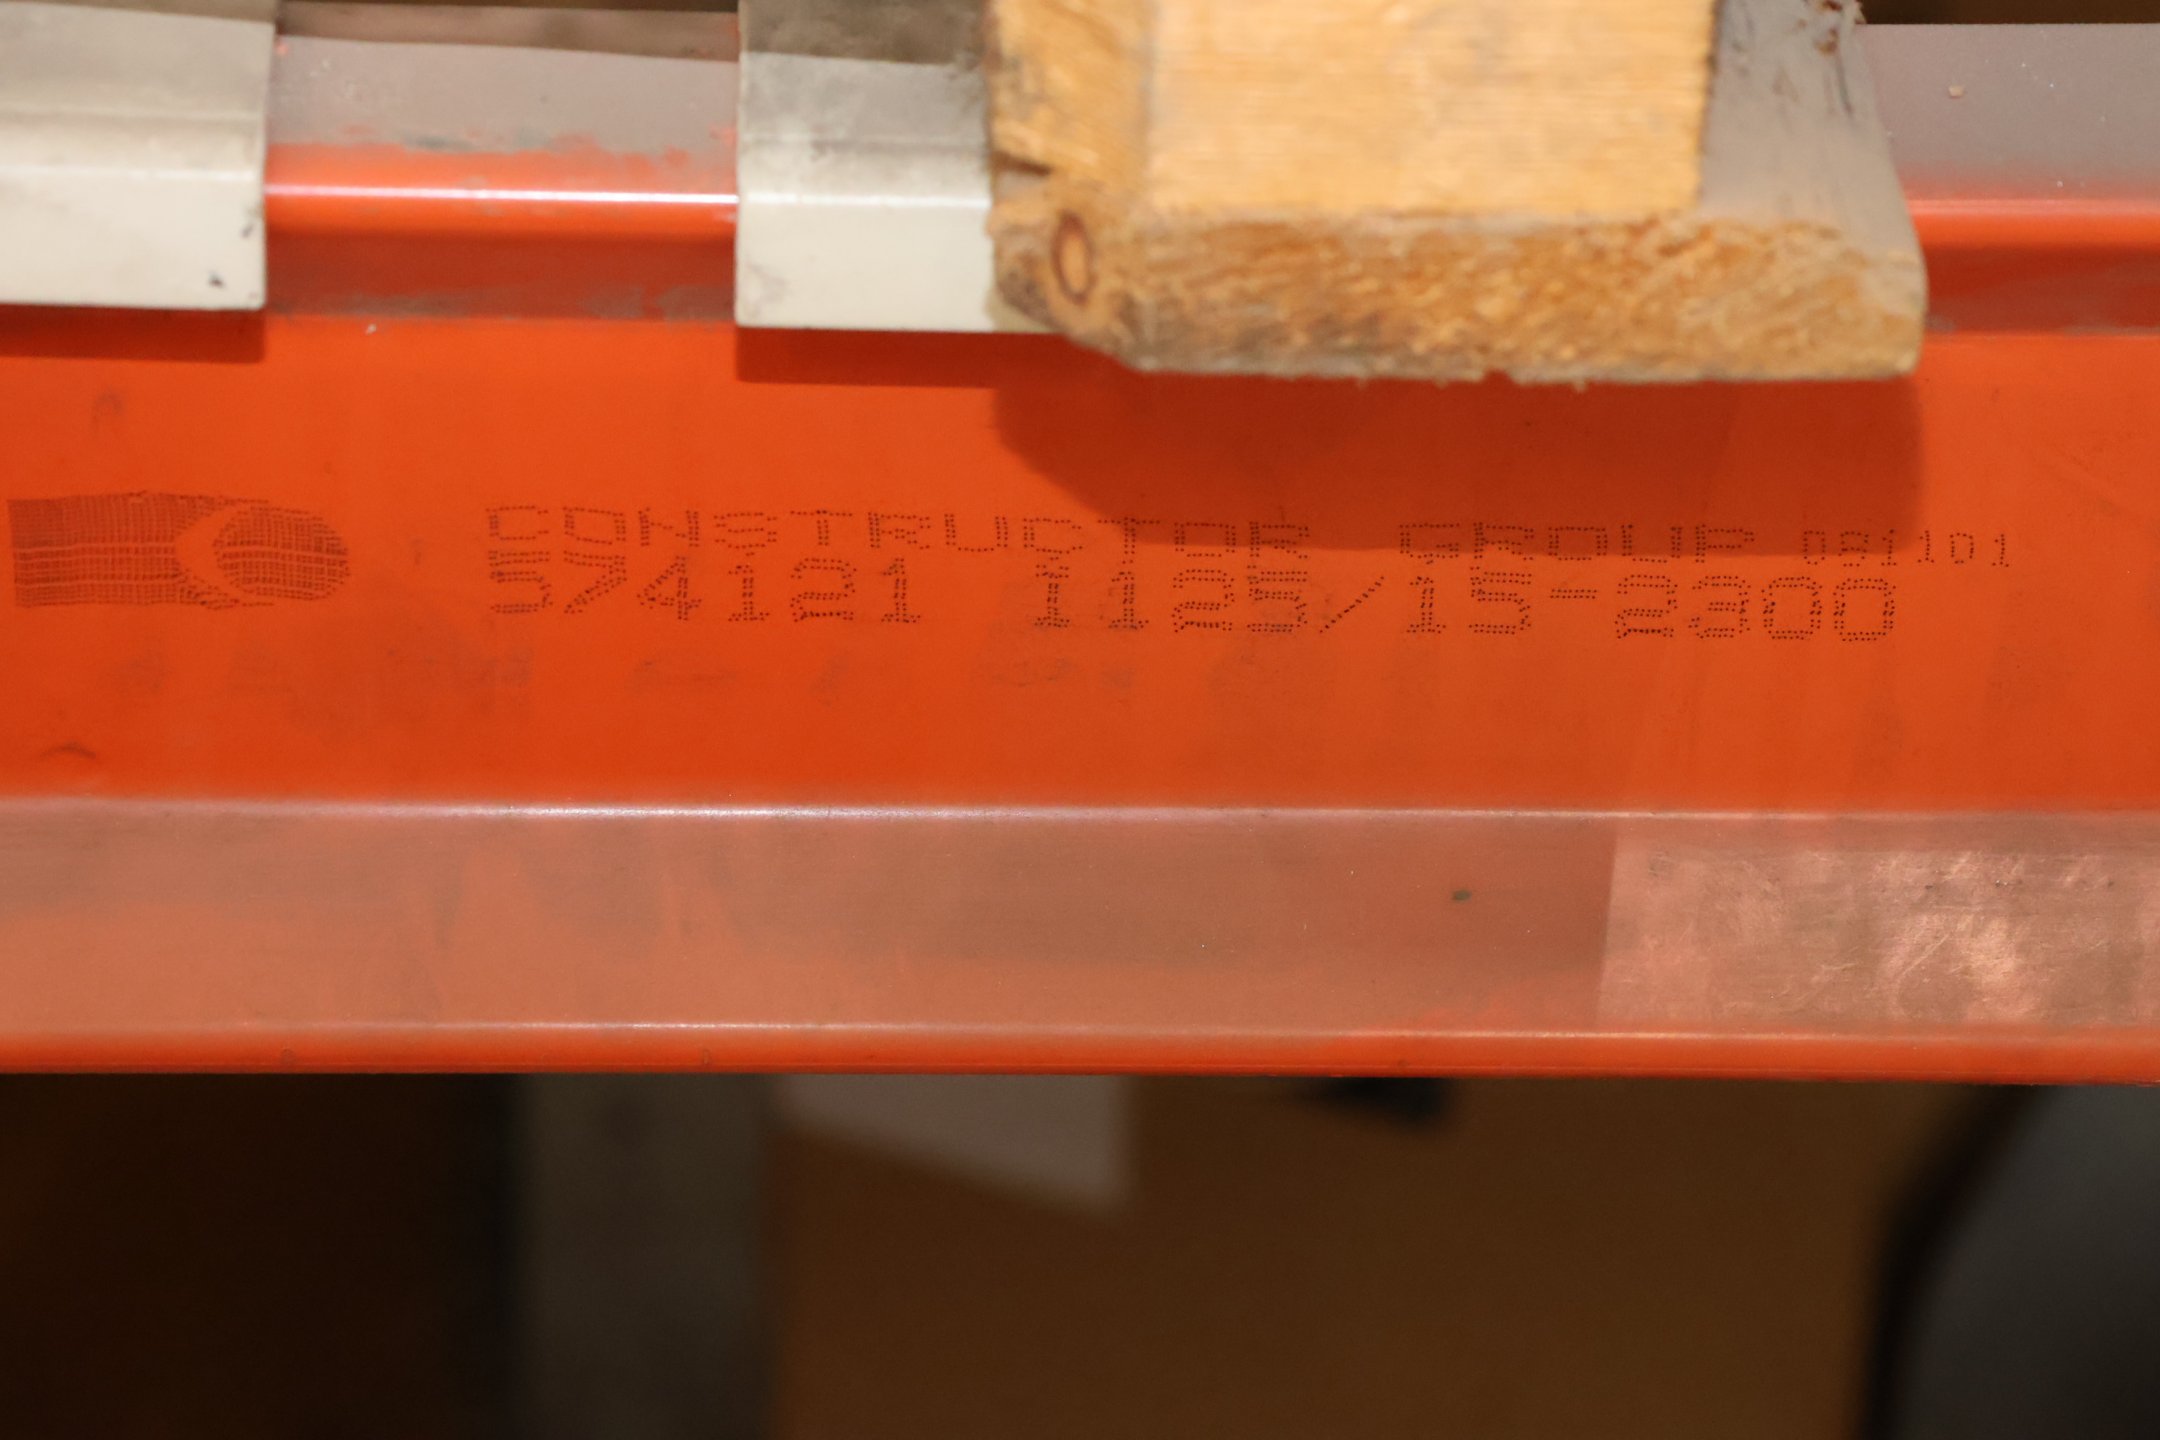 CONSTRUCTOR GROUP 091101
574121 I125/15-2300